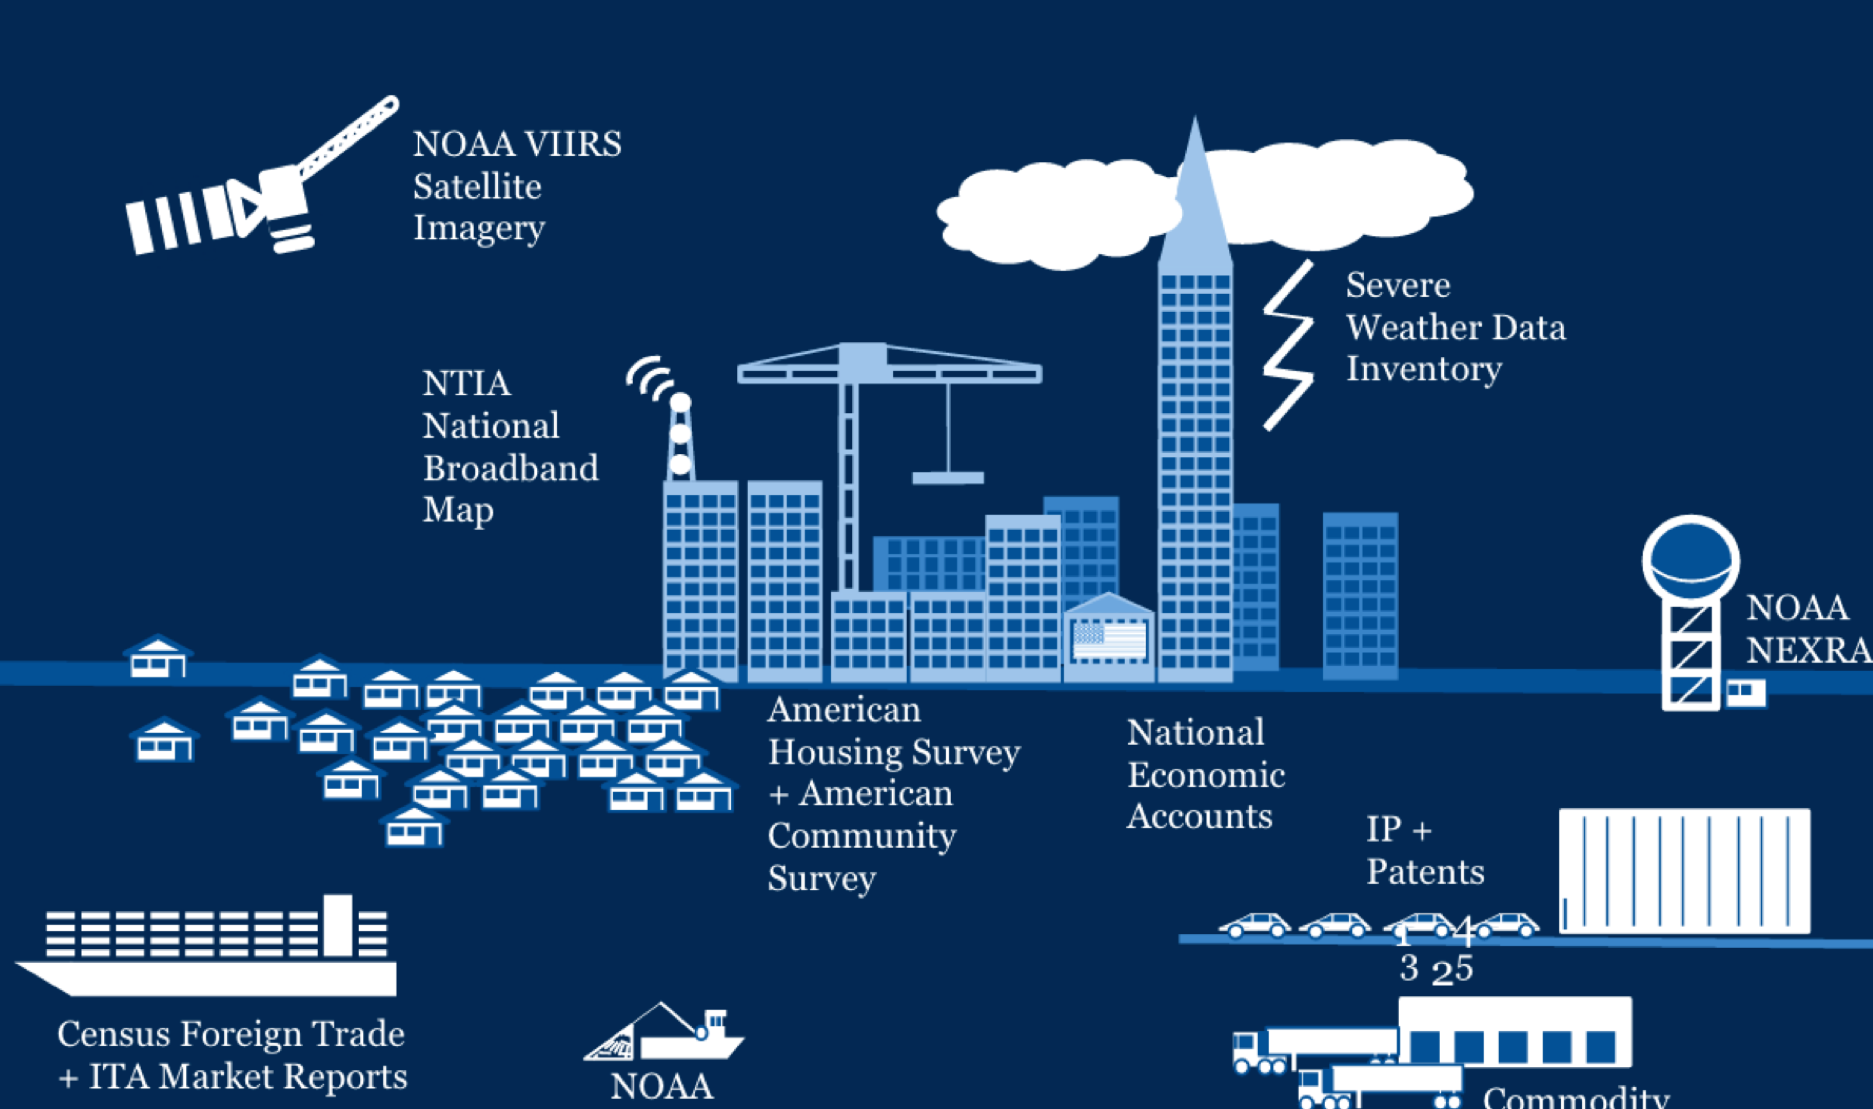 NOAA VIIRS
Satellite
Imagery
Severe
Weather Data
Inventory
NTIA
National
Broadband
Map
NOAA
NEXRA
American
Housing Survey
+ American
Community
Survey
National
Economic
Accounts
IP +
Patents
1 4
3 25
Census Foreign Trade
+ ITA Market Reports
NOAA
Commodity